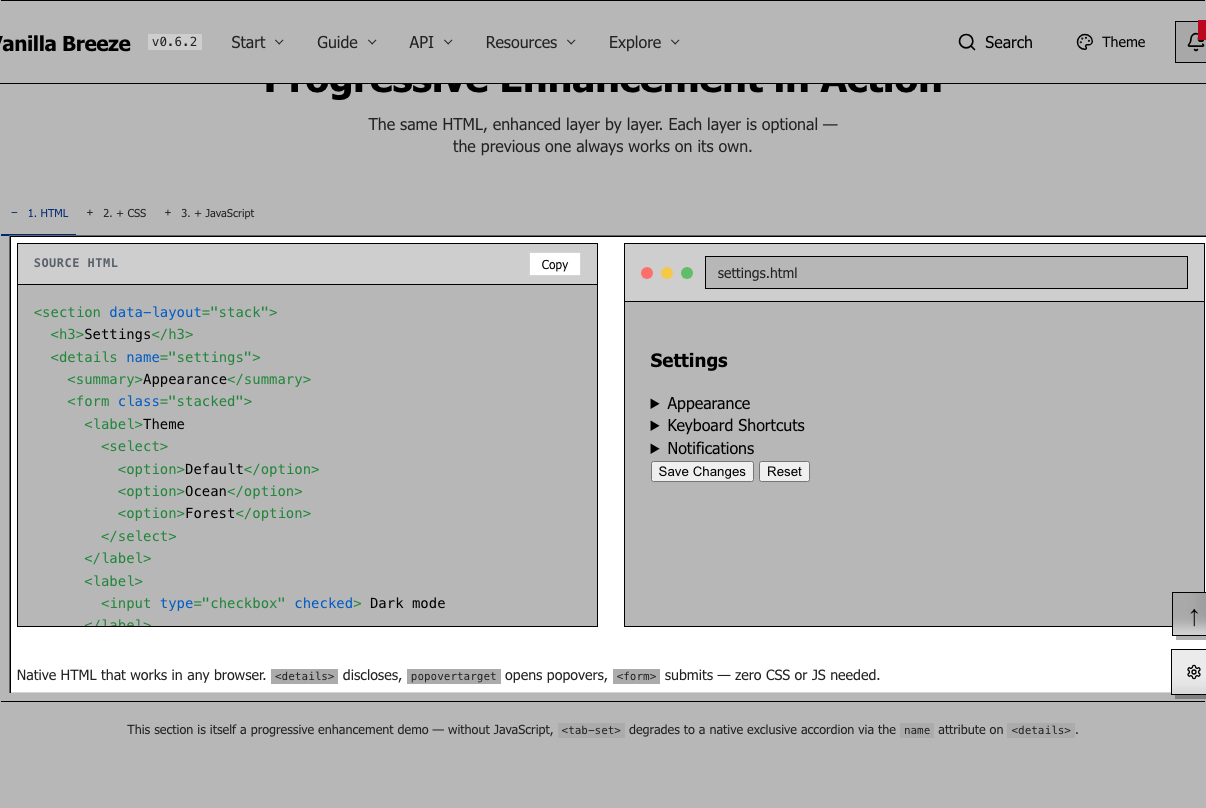 Vanilla Breeze v0.6.2 Start Guide API Resources Explore Search Theme
Progressive Enhancement in Action
The same HTML, enhanced layer by layer. Each layer is optional —
the previous one always works on its own.
− 1. HTML + 2. + CSS + 3. + JavaScript
SOURCE HTML
Copy
<section data-layout="stack">
<h3>Settings</h3>
<details name="settings">
<summary>Appearance</summary>
<form class="stacked">
<label>Theme
<select>
<option>Default</option>
<option>Ocean</option>
<option>Forest</option>
</select>
</label>
<label>
<input type="checkbox" checked> Dark mode
</label>
settings.html
Settings
▶ Appearance
▶ Keyboard Shortcuts
▶ Notifications
Save Changes Reset
↑
Native HTML that works in any browser. <details> discloses, popovertarget opens popovers, <form> submits — zero CSS or JS needed.
This section is itself a progressive enhancement demo — without JavaScript, <tab-set> degrades to a native exclusive accordion via the name attribute on <details>.